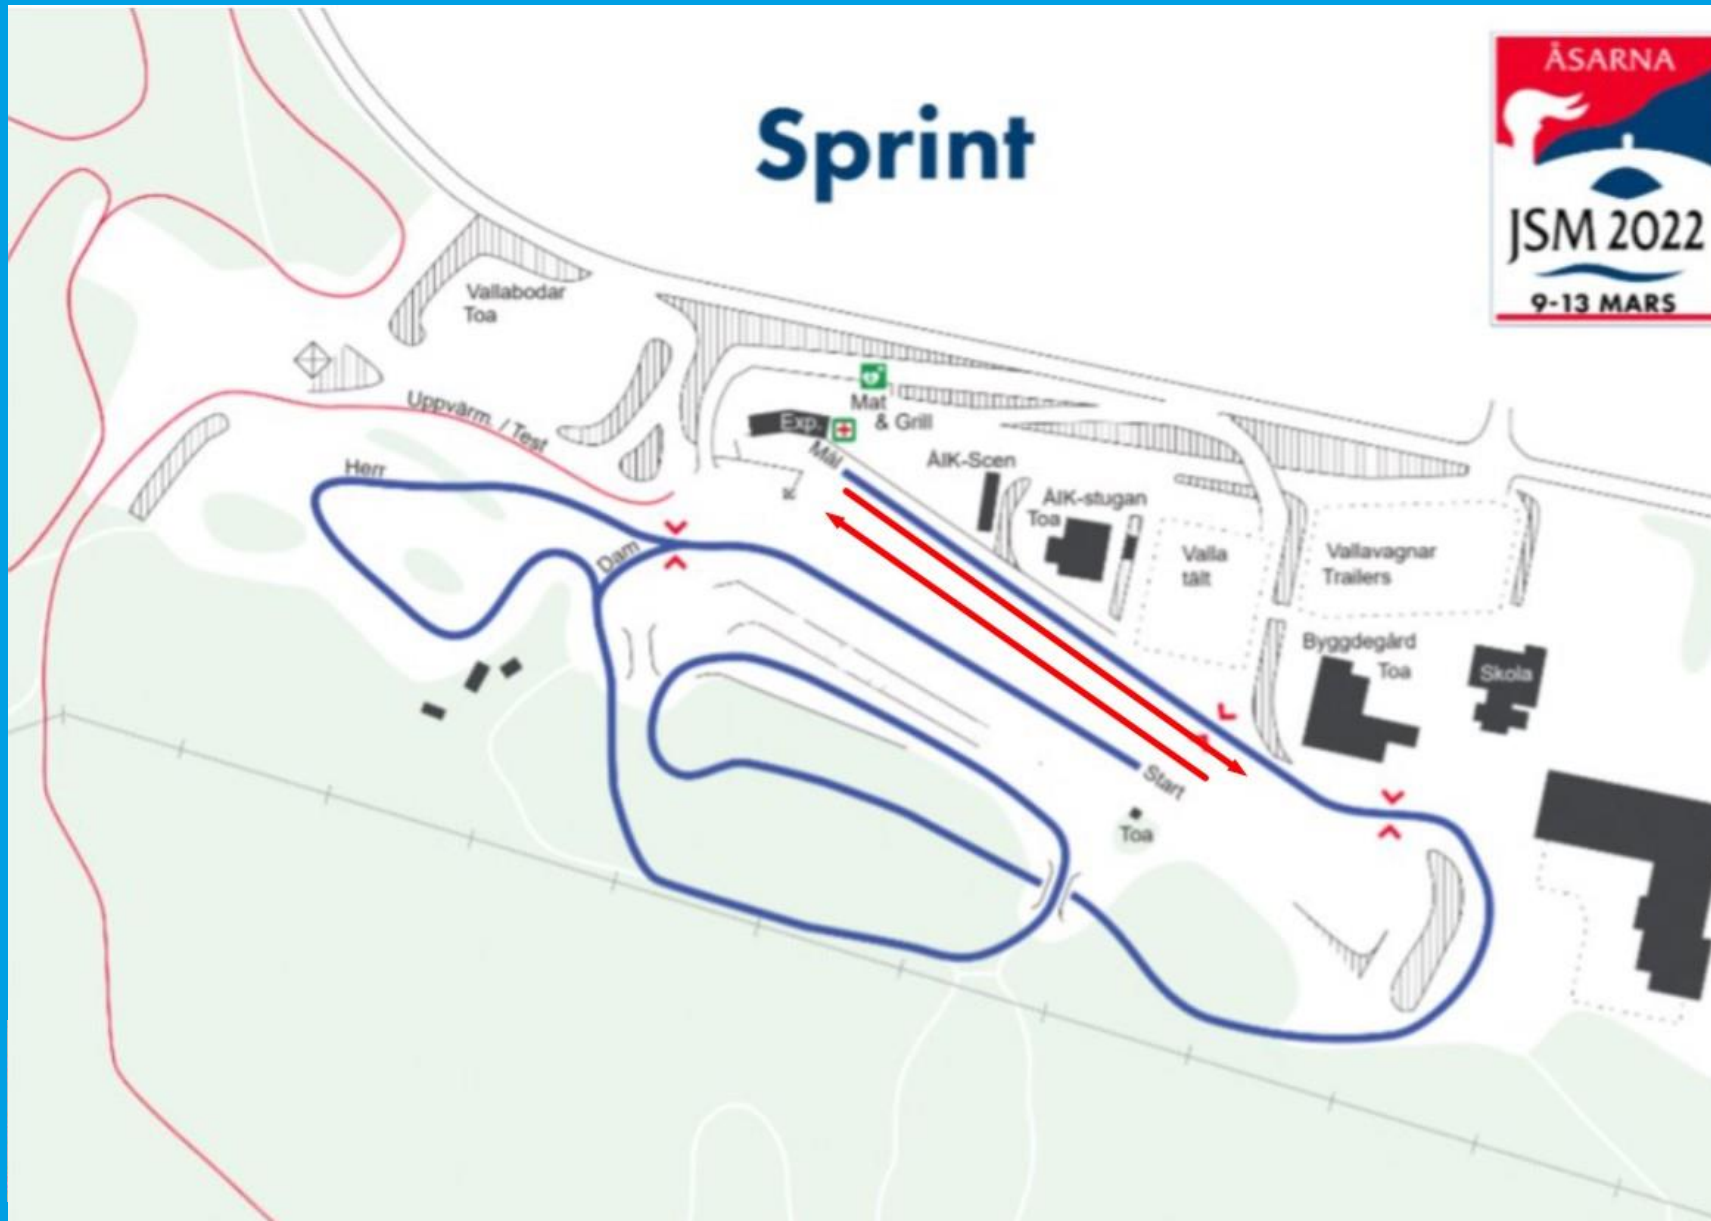 Sprint
ÅSARNA
JSM 2022
9-13 MARS
Vallabodar
Toa
Uppvärm. / Test
Mat
& Grill
Exp.
Mål
ÅIK-Scen
ÅIK-stugan
Toa
Valla
tält
Vallavagnar
Trailers
Herr
Dam
Byggdegård
Toa
Skola
Start
Toa